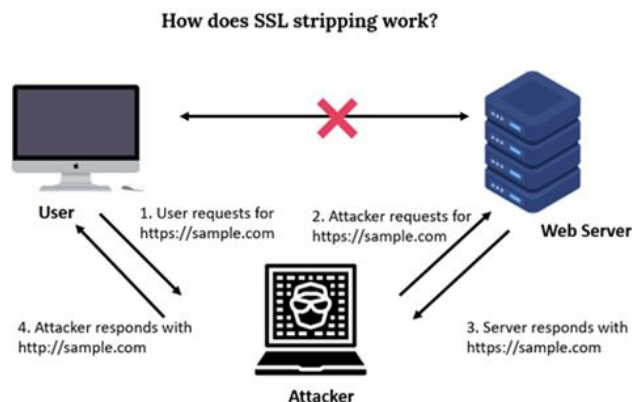 How does SSL stripping work?
User
1. User requests for
https://sample.com
2. Attacker requests for
https://sample.com
Web Server
4. Attacker responds with
http://sample.com
3. Server responds with
https://sample.com
Attacker